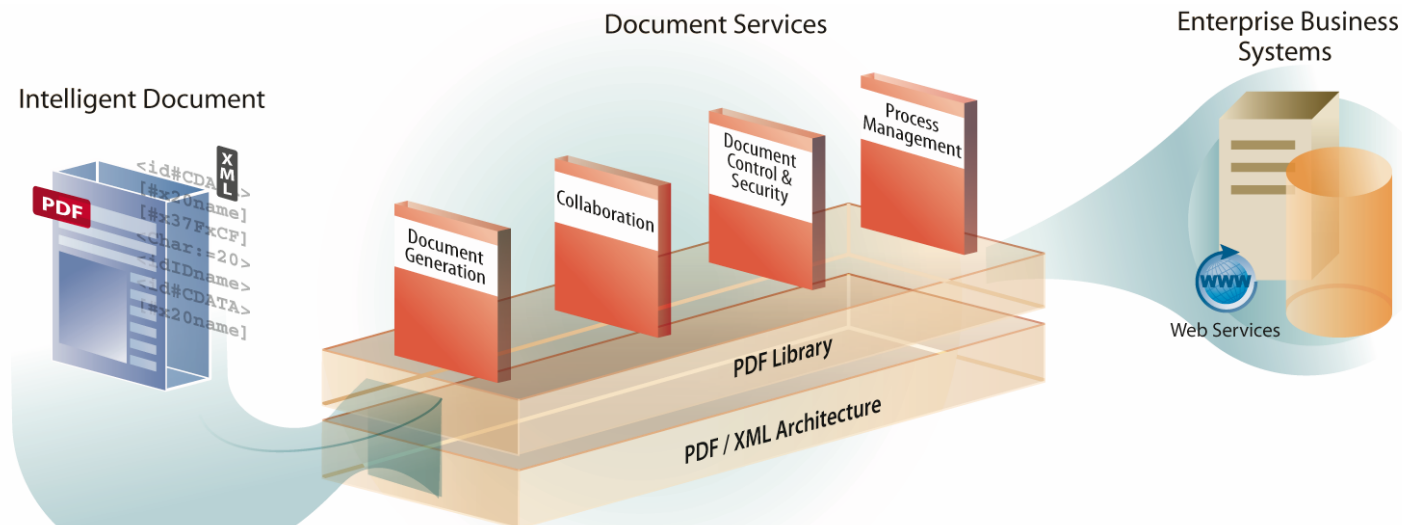 Document Services
Enterprise Business
Systems
Intelligent Document
XML
PDF
<id#CDATA>
[#x20name]
[#x37FxCF]
<Char:=20>
<idIDname>
<id#CDATA>
[#x20name]
Document
Generation
Collaboration
Document
Control &
Security
Process
Management
PDF Library
PDF / XML Architecture
WWW
Web Services